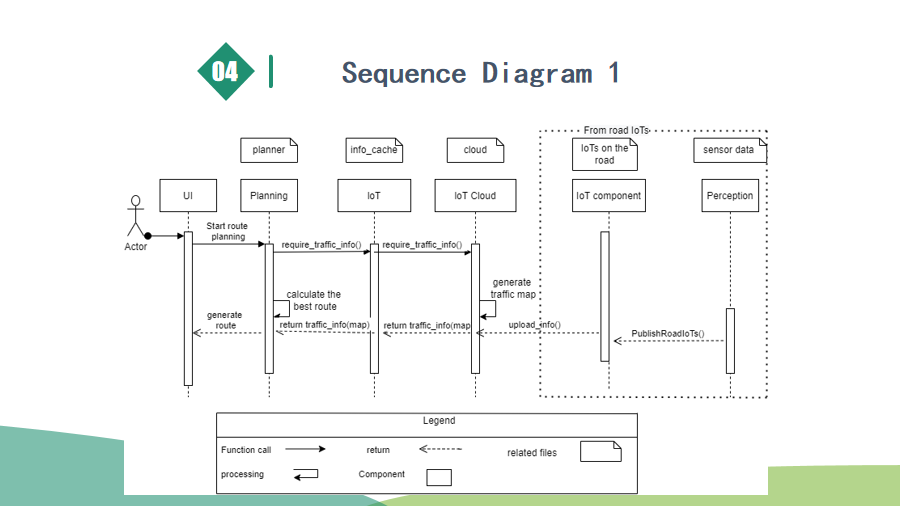 04
Sequence Diagram 1
From road IoTs
planner
info_cache
cloud
IoTs on the
road
sensor data
UI
Planning
IoT
IoT Cloud
IoT component
Perception
Actor
Start route
planning
require_traffic_info()
require_traffic_info()
generate
traffic map
calculate the
best route
generate
route
return traffic_info(map)
return traffic_info(map
upload_info()
PublishRoadIoTs()
Legend
Function call
return
related files
processing
Component